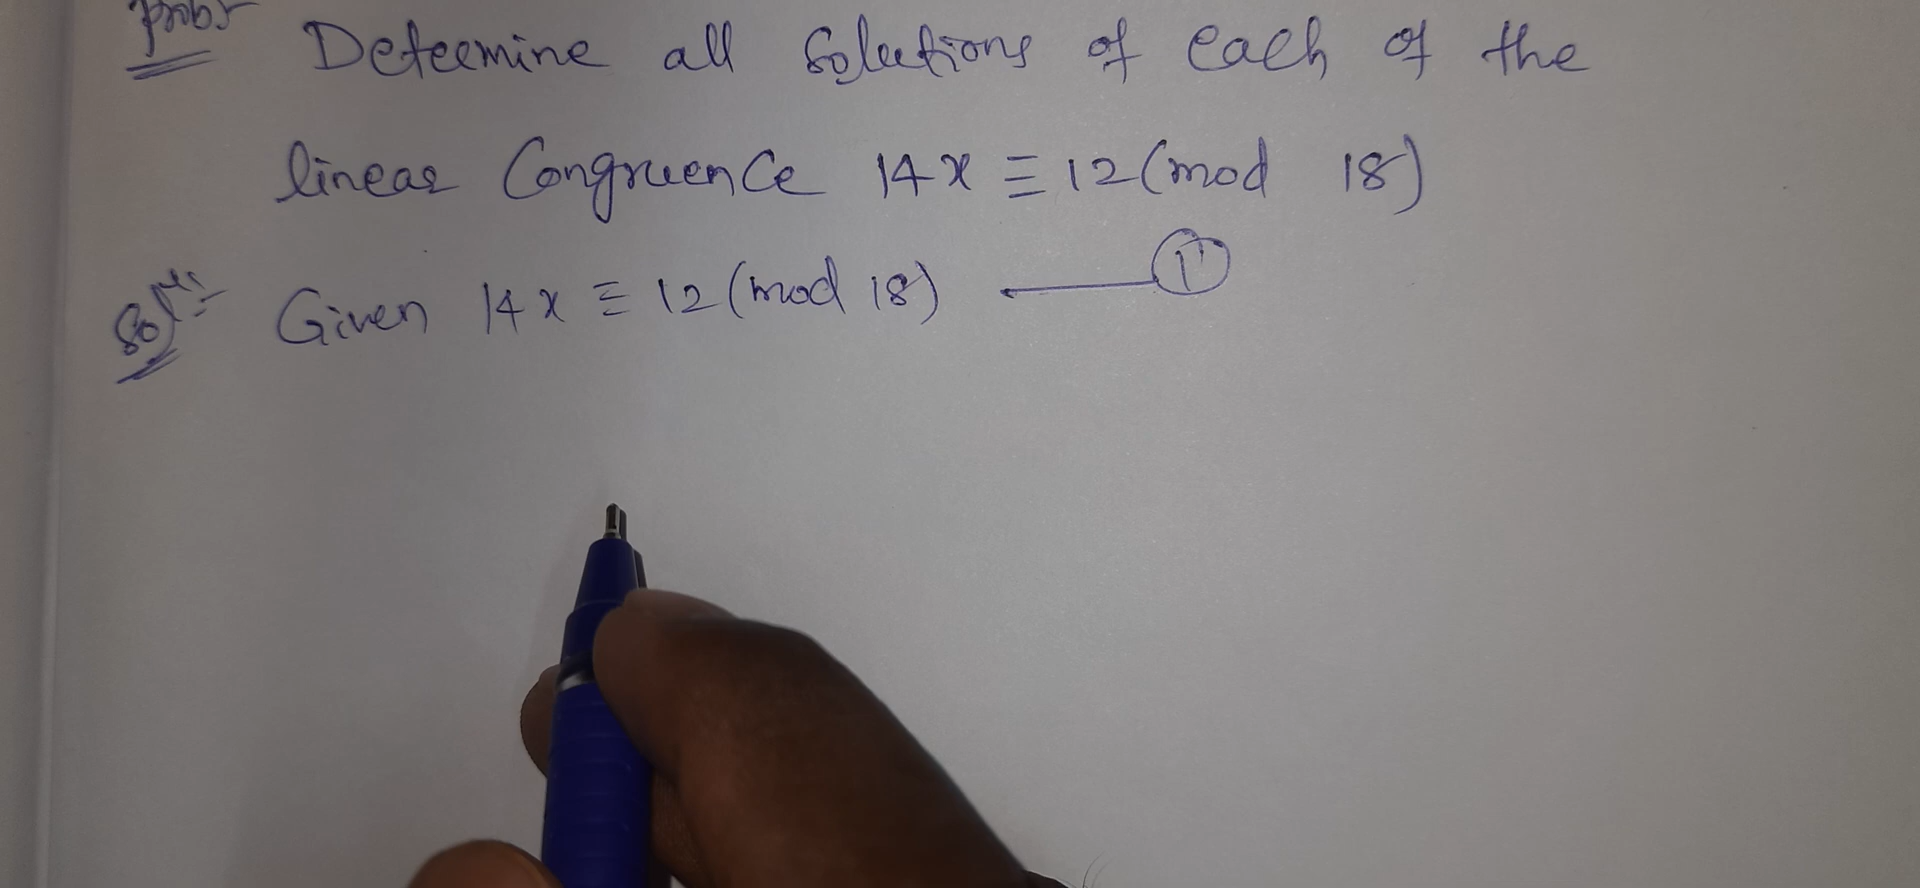 Prob:-
Determine all Solutions of each of the
linear Congruence 14x ≡ 12 (mod 18)
Soln:- Given 14x ≡ 12 (mod 18) — ①